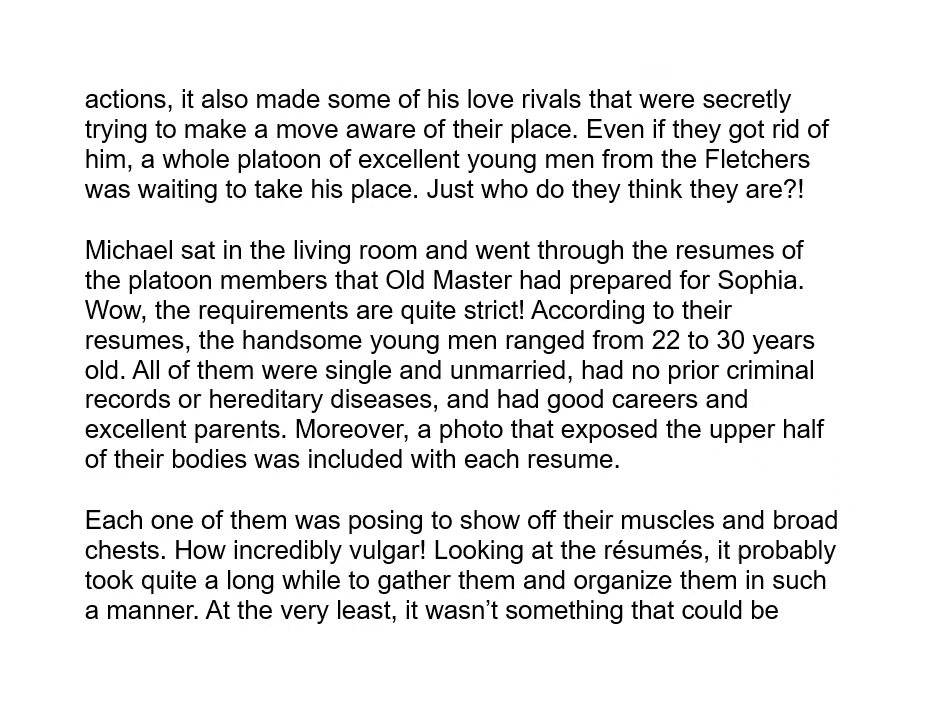 actions, it also made some of his love rivals that were secretly
trying to make a move aware of their place. Even if they got rid of
him, a whole platoon of excellent young men from the Fletchers
was waiting to take his place. Just who do they think they are?!
Michael sat in the living room and went through the resumes of
the platoon members that Old Master had prepared for Sophia.
Wow, the requirements are quite strict! According to their
resumes, the handsome young men ranged from 22 to 30 years
old. All of them were single and unmarried, had no prior criminal
records or hereditary diseases, and had good careers and
excellent parents. Moreover, a photo that exposed the upper half
of their bodies was included with each resume.
Each one of them was posing to show off their muscles and broad
chests. How incredibly vulgar! Looking at the résumés, it probably
took quite a long while to gather them and organize them in such
a manner. At the very least, it wasn’t something that could be